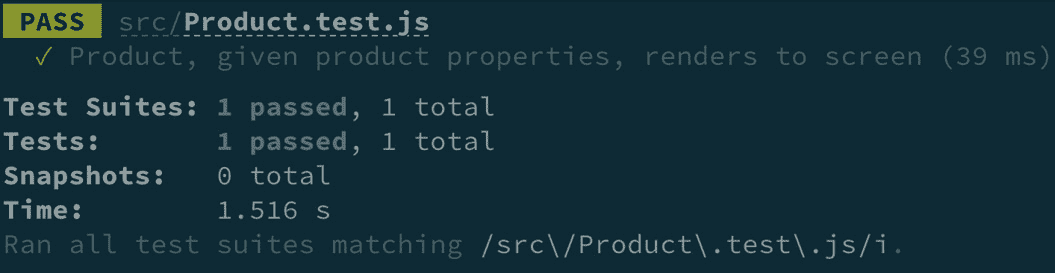 PASS src/Product.test.js
✓ Product, given product properties, renders to screen (39 ms)
Test Suites: 1 passed, 1 total
Tests: 1 passed, 1 total
Snapshots: 0 total
Time: 1.516 s
Ran all test suites matching /src\/Product\.test\.js/i.